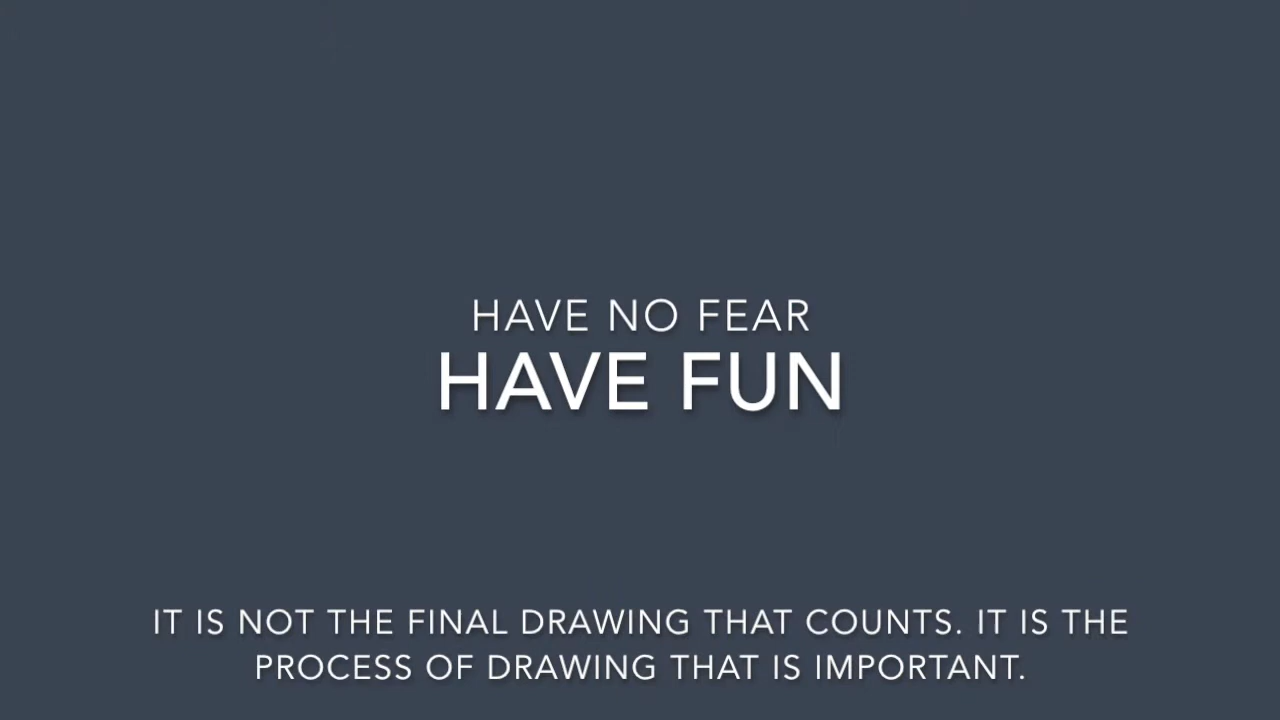 HAVE NO FEAR
HAVE FUN
IT IS NOT THE FINAL DRAWING THAT COUNTS. IT IS THE
PROCESS OF DRAWING THAT IS IMPORTANT.